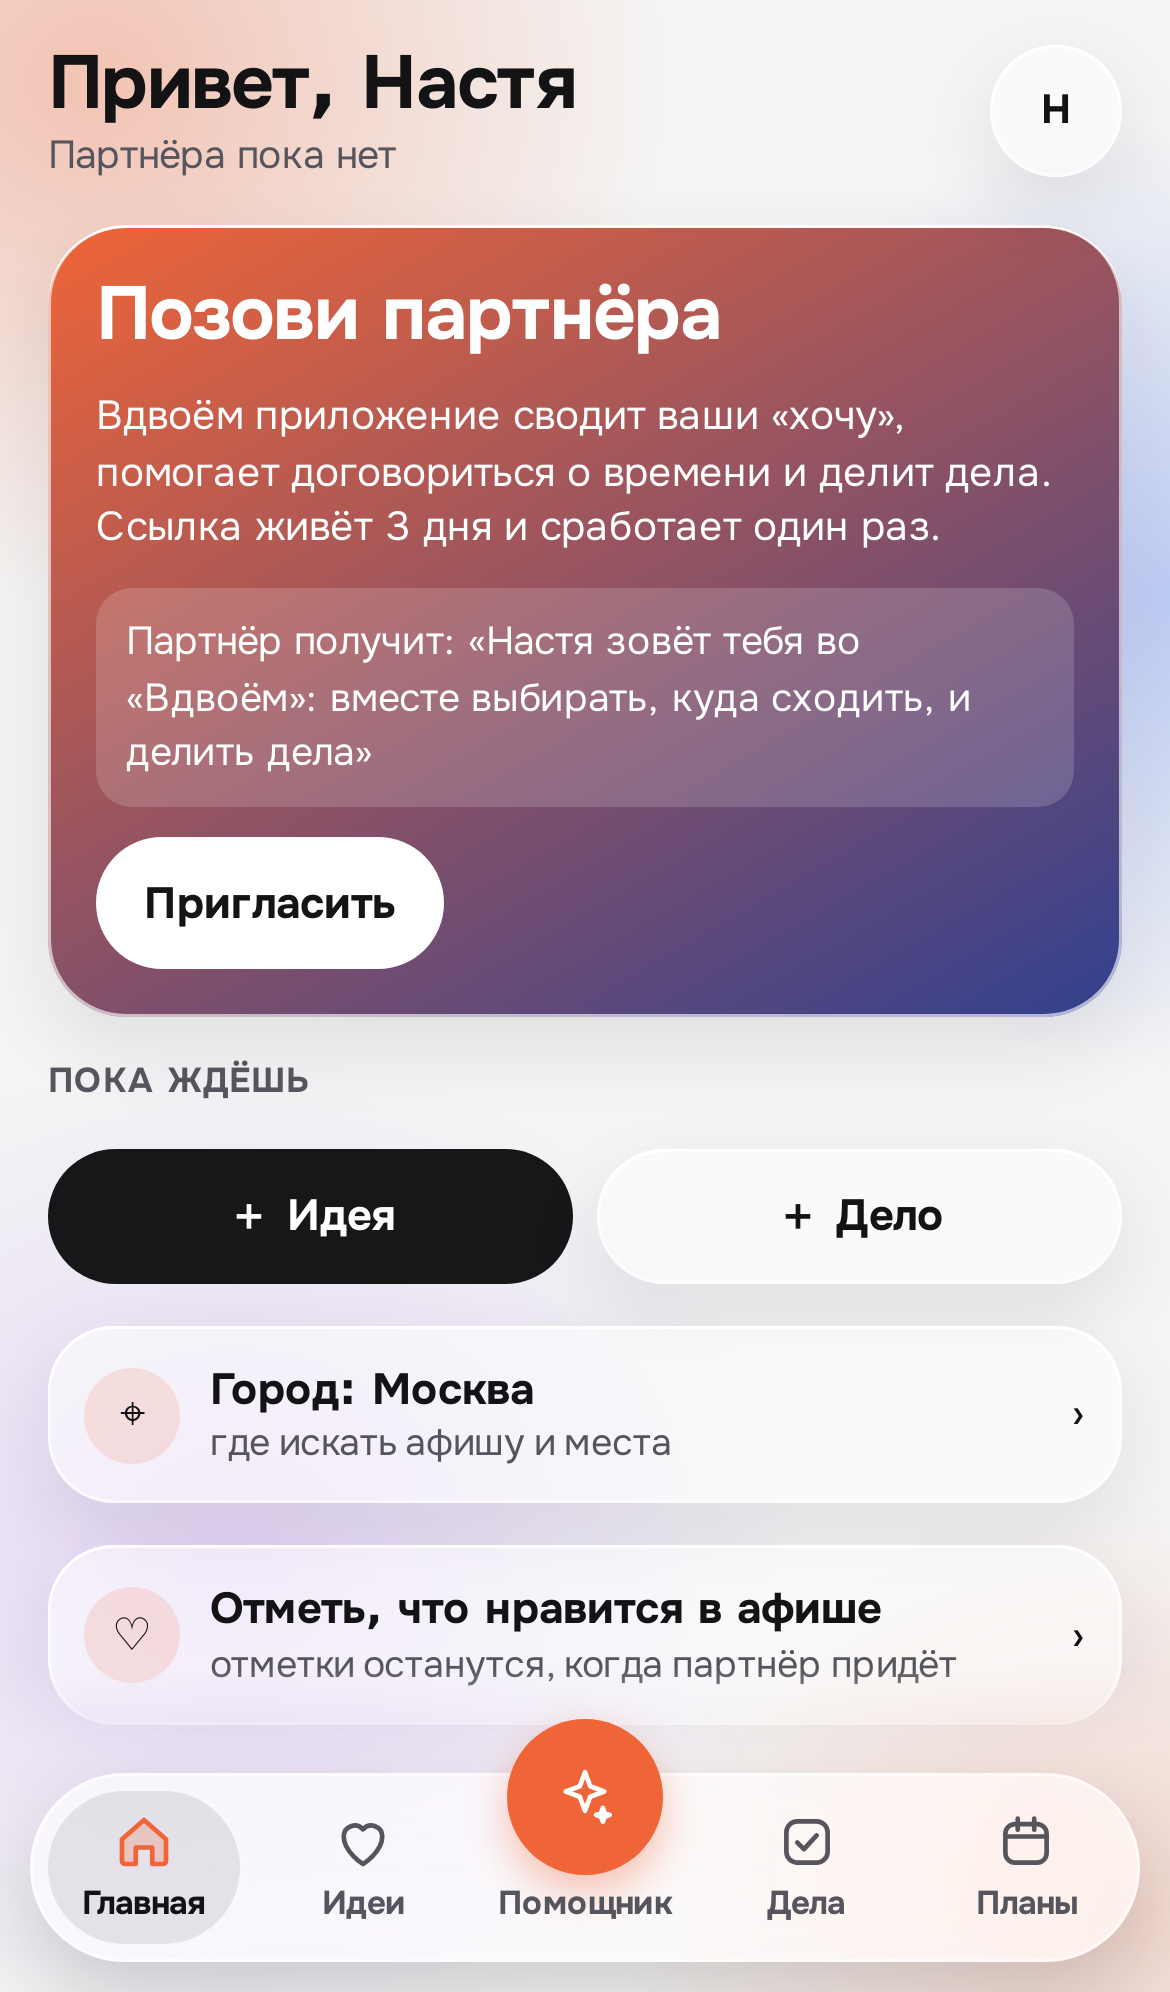 Привет, Настя
Н
Партнёра пока нет
Позови партнёра
Вдвоём приложение сводит ваши «хочу»,
помогает договориться о времени и делит дела.
Ссылка живёт 3 дня и сработает один раз.
Партнёр получит: «Настя зовёт тебя во
«Вдвоём»: вместе выбирать, куда сходить, и
делить дела»
Пригласить
ПОКА ЖДЁШЬ
+ Идея
+ Дело
Город: Москва
где искать афишу и места
Отметь, что нравится в афише
отметки останутся, когда партнёр придёт
Главная
Идеи
Помощник
Дела
Планы